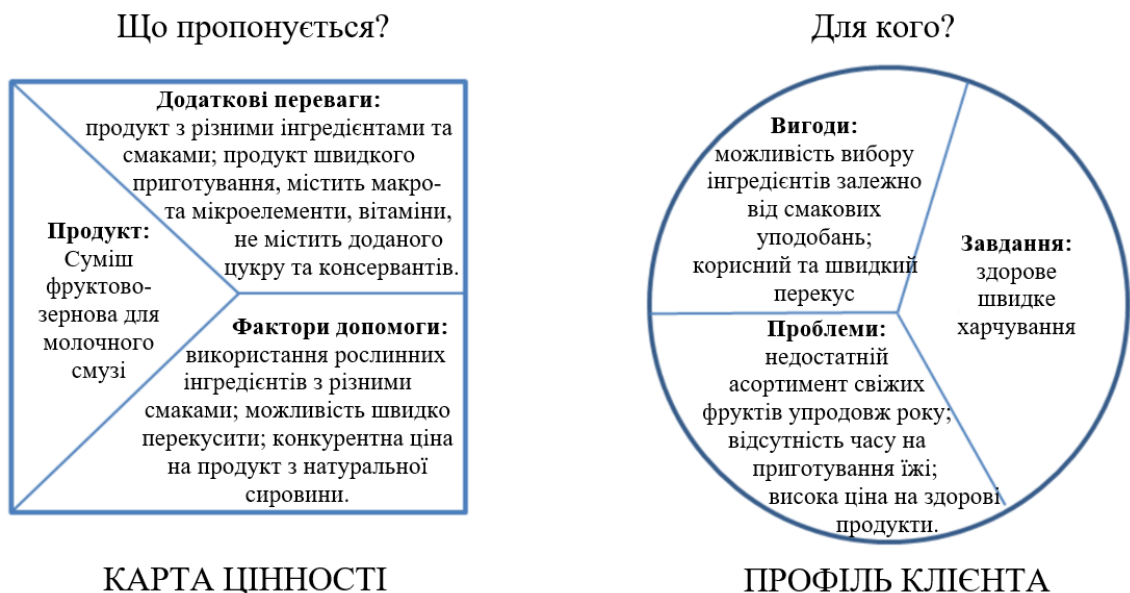 Що пропонується?
Додаткові переваги:
продукт з різними інгредієнтами та
смаками; продукт швидкого
приготування, містить макро-
та мікроелементи, вітаміни,
не містить доданого
цукру та консервантів.
Продукт:
Суміш
фруктово-
зернова для
молочного
смузі
Фактори допомоги:
використання рослинних
інгредієнтів з різними
смаками; можливість швидко
перекусити; конкурентна ціна
на продукт з натуральної
сировини.
КАРТА ЦІННОСТІ
Для кого?
Вигоди:
можливість вибору
інгредієнтів залежно
від смакових
уподобань;
корисний та швидкий
перекус
Завдання:
здорове
швидке
харчування
Проблеми:
недостатній
асортимент свіжих
фруктів упродовж року;
відсутність часу на
приготування їжі;
висока ціна на здорові
продукти.
ПРОФІЛЬ КЛІЄНТА